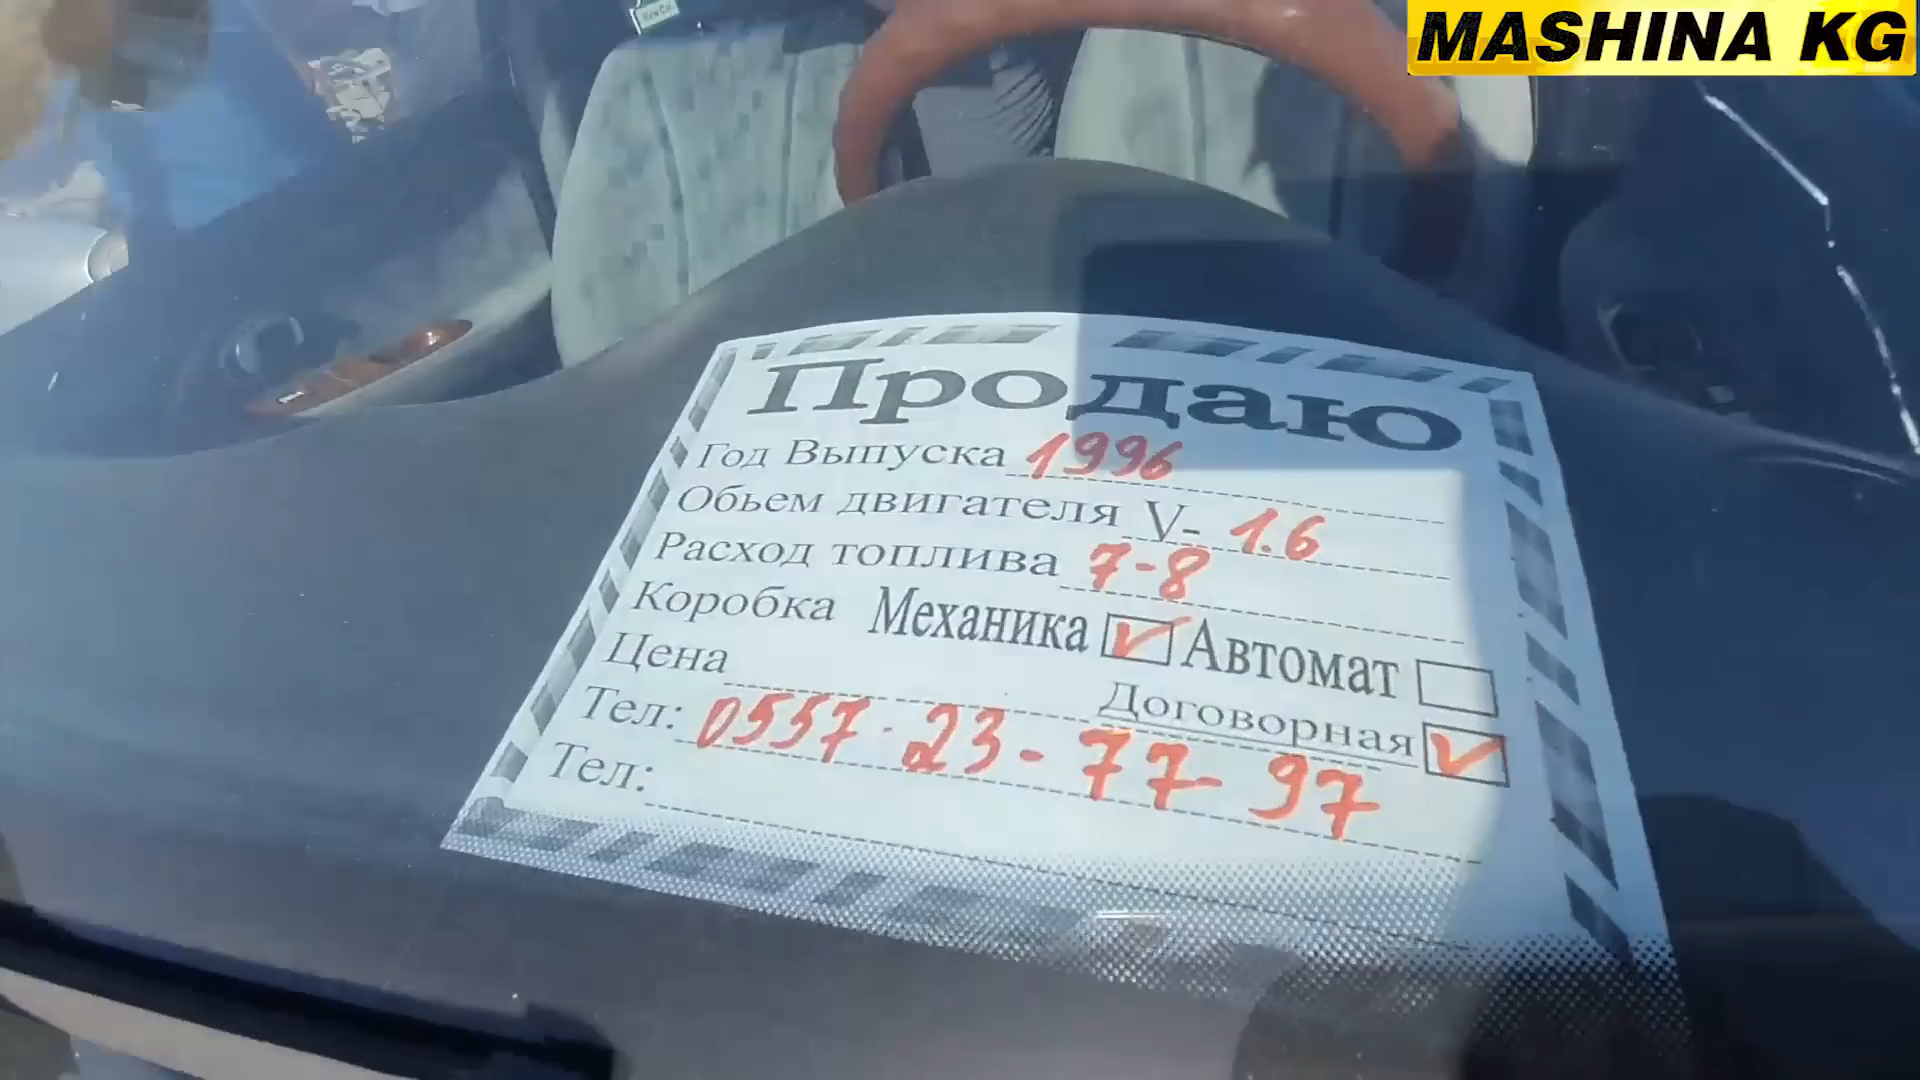 MASHINA KG
Продаю
Год Выпуска 1996
Обьем двигателя V- 1.6
Расход топлива 7-8
Коробка Механика Автомат
Цена
Договорная
Тел: 0557-23-77-97
Тел: